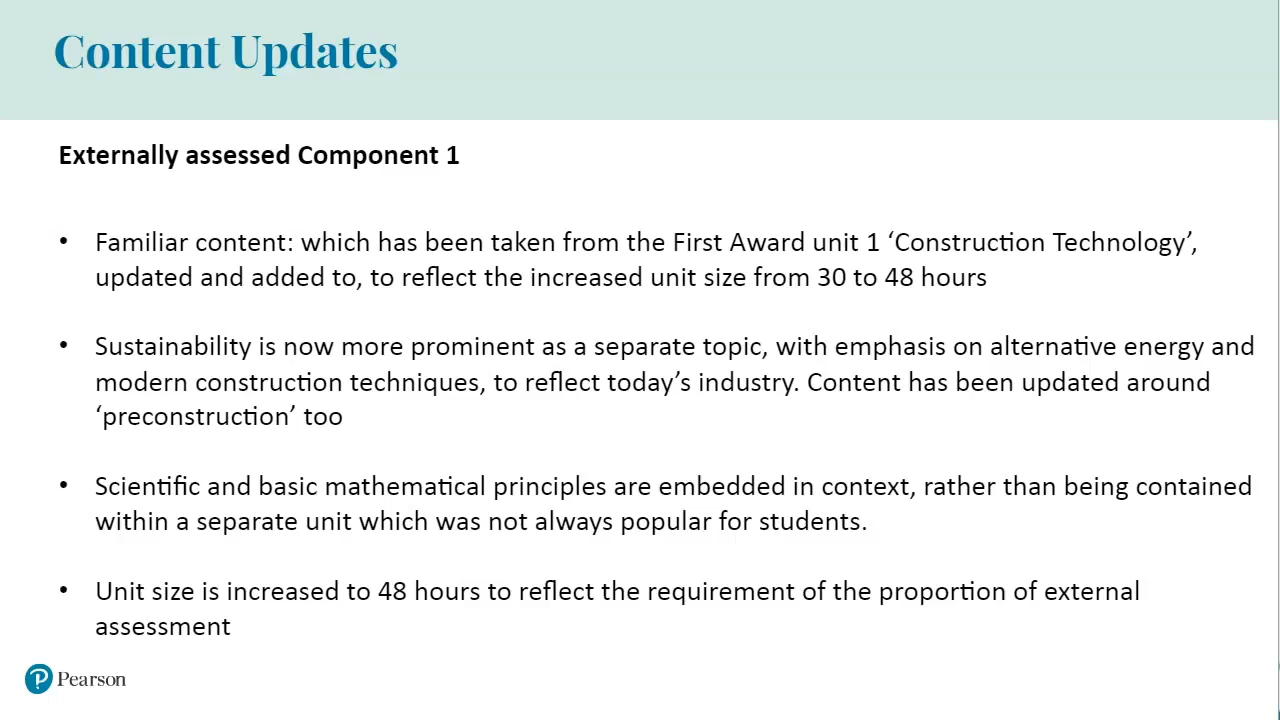 Content Updates
Externally assessed Component 1
• Familiar content: which has been taken from the First Award unit 1 ‘Construction Technology’,
updated and added to, to reflect the increased unit size from 30 to 48 hours
• Sustainability is now more prominent as a separate topic, with emphasis on alternative energy and
modern construction techniques, to reflect today’s industry. Content has been updated around
‘preconstruction’ too
• Scientific and basic mathematical principles are embedded in context, rather than being contained
within a separate unit which was not always popular for students.
• Unit size is increased to 48 hours to reflect the requirement of the proportion of external
assessment
P Pearson